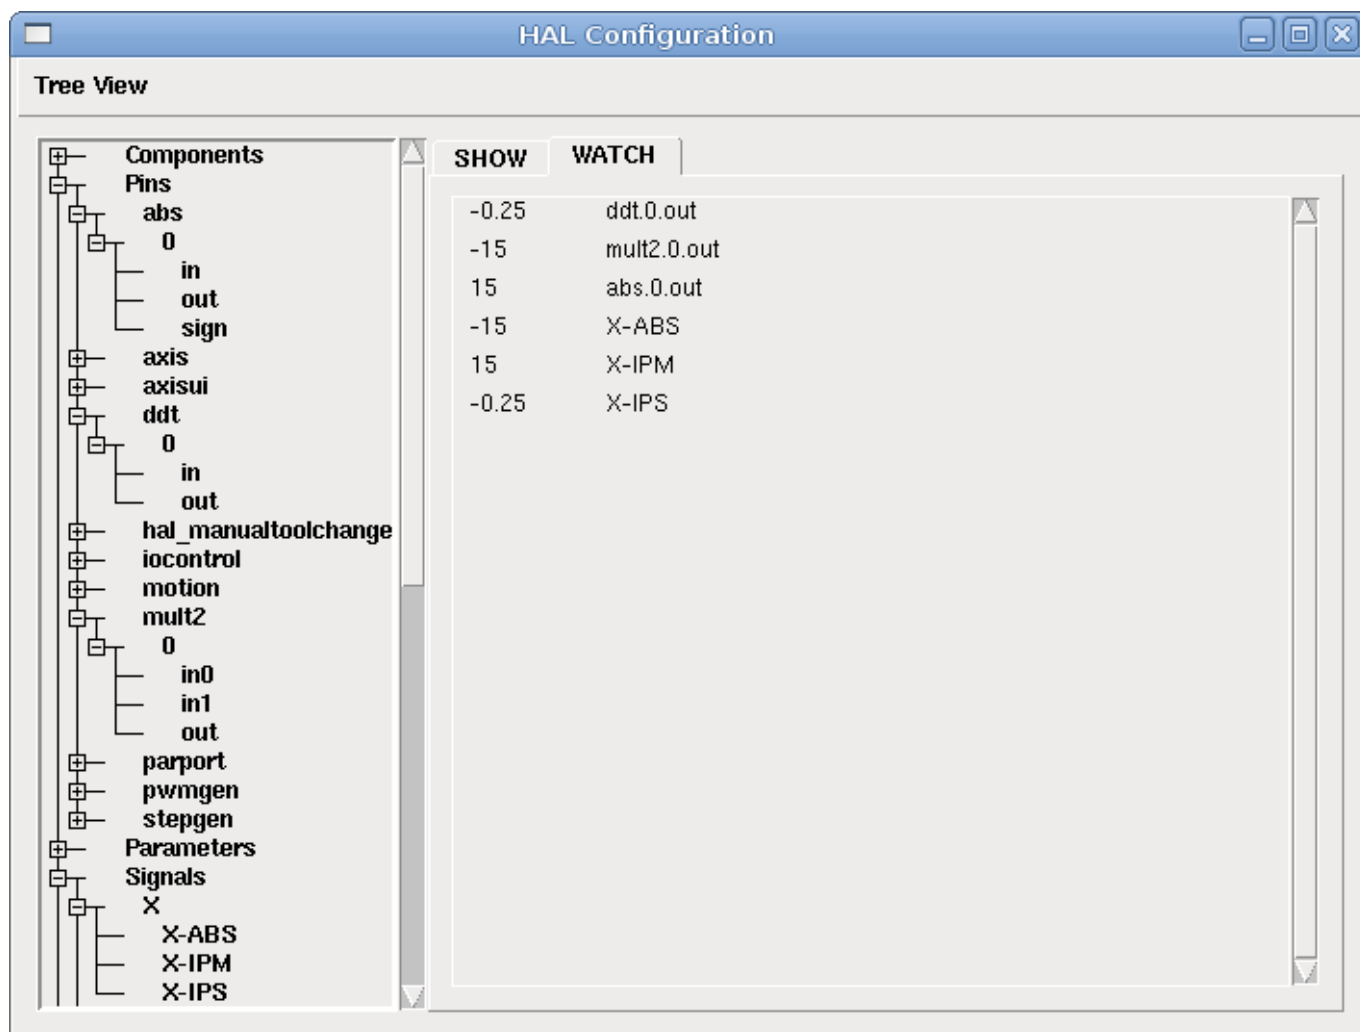 HAL Configuration
Tree View
Components
Pins
abs
0
in
out
sign
axis
axisui
ddt
0
in
out
hal_manualtoolchange
iocontrol
motion
mult2
0
in0
in1
out
parport
pwmgen
stepgen
Parameters
Signals
X
X-ABS
X-IPM
X-IPS
SHOW WATCH
-0.25 ddt.0.out
-15 mult2.0.out
15 abs.0.out
-15 X-ABS
15 X-IPM
-0.25 X-IPS